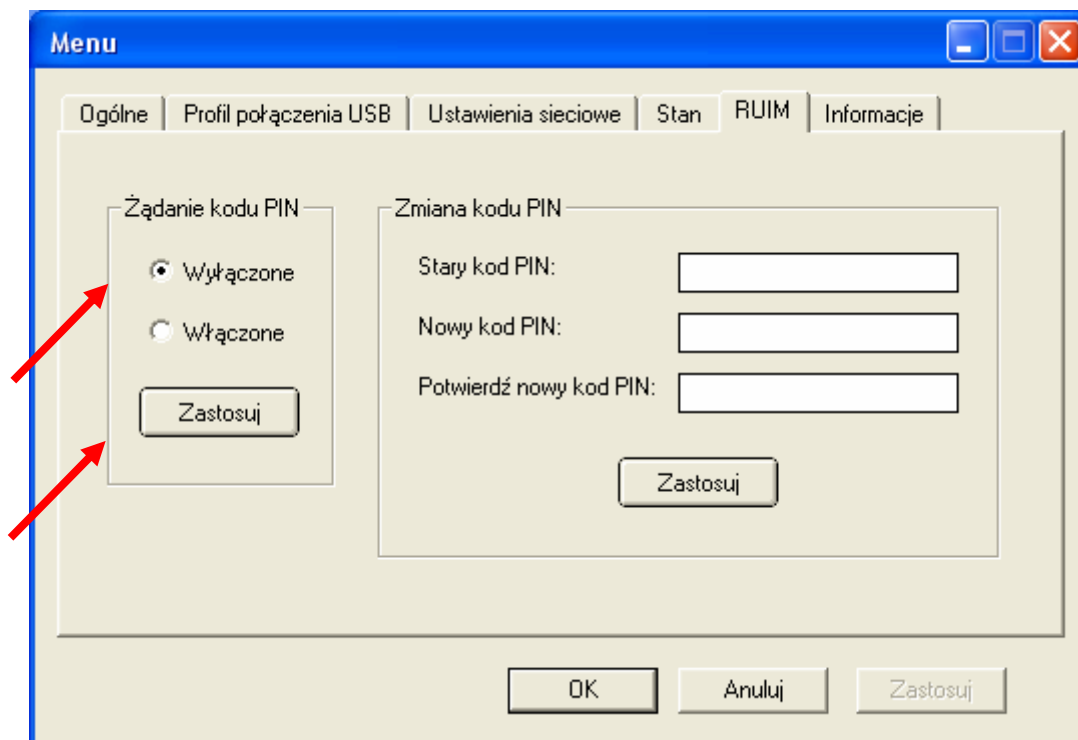 Menu
Ogólne Profil połączenia USB Ustawienia sieciowe Stan RUIM Informacje
Żądanie kodu PIN
Wyłączone
Włączone
Zastosuj
Zmiana kodu PIN
Stary kod PIN:
Nowy kod PIN:
Potwierdź nowy kod PIN:
Zastosuj
OK Anuluj Zastosuj